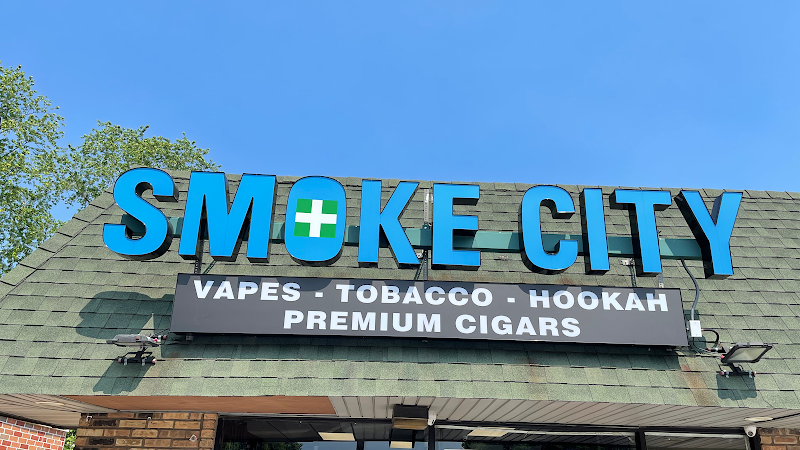 SMOKE CITY
VAPES - TOBACCO - HOOKAH
PREMIUM CIGARS